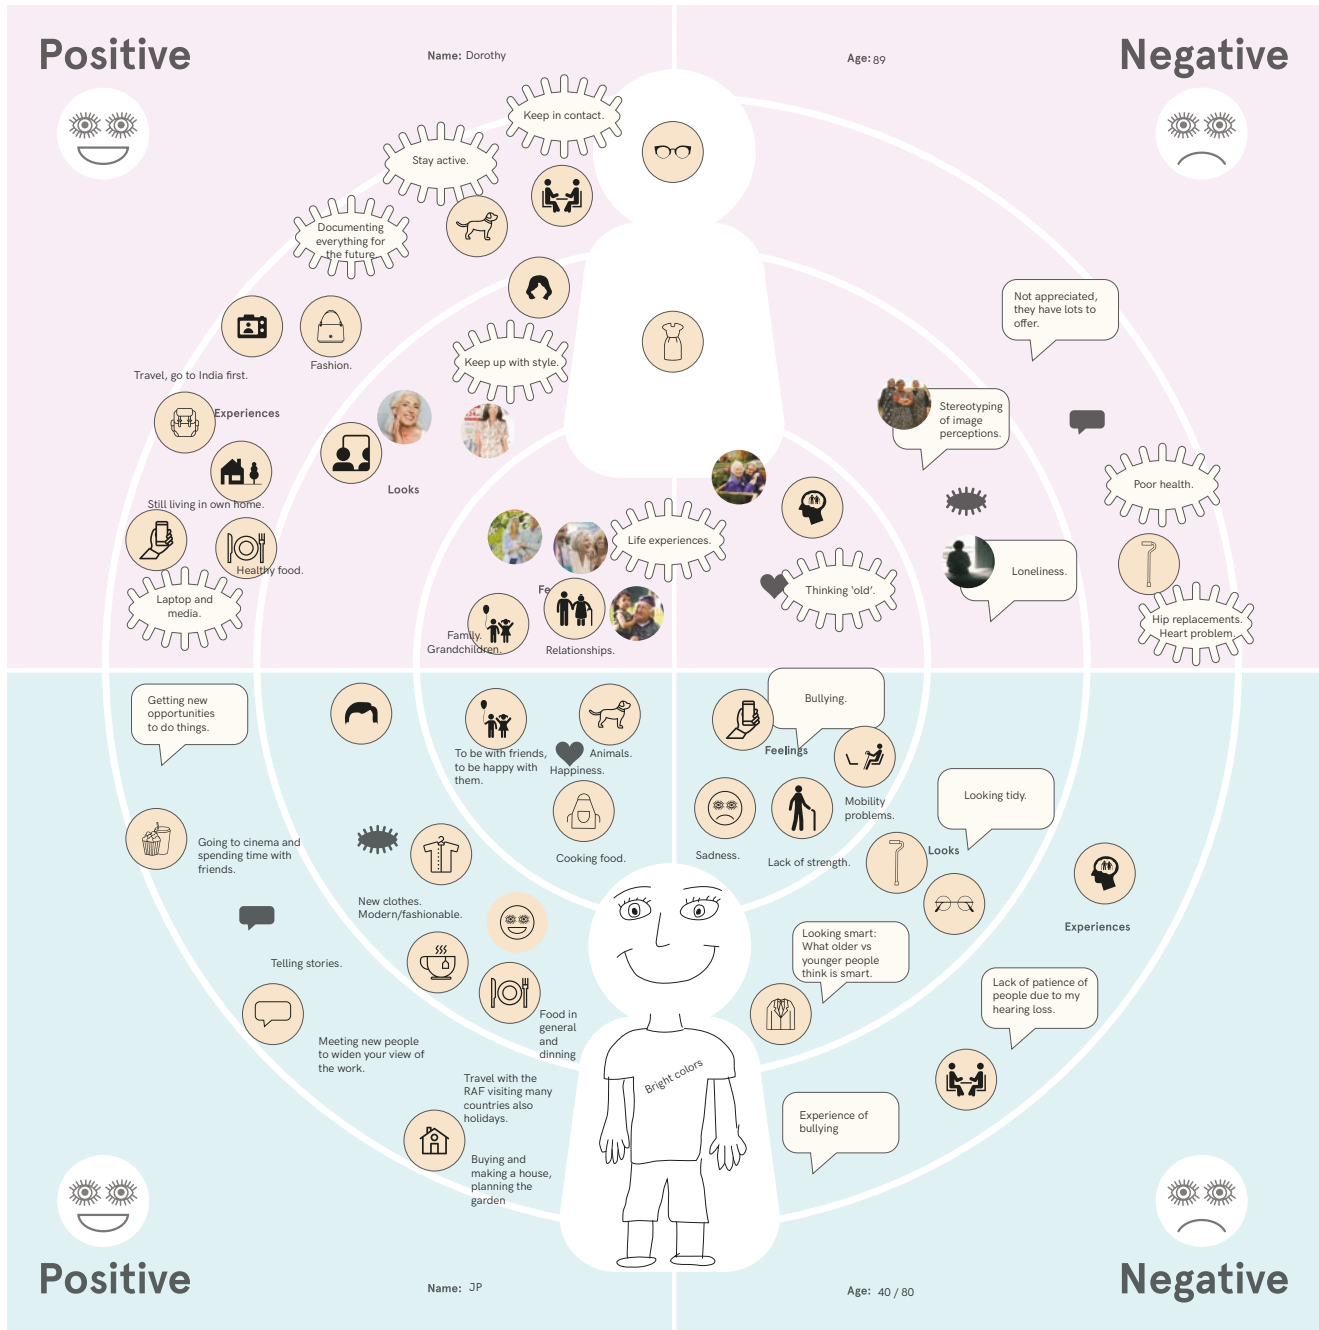 Positive
Name: Dorothy
Age: 89
Negative
Keep in contact.
Stay active.
Documenting
everything for
the future.
Fashion.
Travel, go to India first.
Keep up with style.
Experiences
Looks
Still living in own home.
Healthy food.
Laptop and
media.
Life experiences.
Fe
Family.
Grandchildren.
Relationships.
Not appreciated,
they have lots to
offer.
Stereotyping
of image
perceptions.
Poor health.
Loneliness.
Thinking ‘old’.
Hip replacements.
Heart problem.
Getting new
opportunities
to do things.
To be with friends,
to be happy with
them.
Animals.
Happiness.
Cooking food.
Going to cinema and
spending time with
friends.
New clothes.
Modern/fashionable.
Telling stories.
Meeting new people
to widen your view of
the work.
Food in
general
and
dinning
Travel with the
RAF visiting many
countries also
holidays.
Buying and
making a house,
planning the
garden
Bright colors
Bullying.
Feelings
Mobility
problems.
Sadness.
Lack of strength.
Looking tidy.
Looks
Experiences
Looking smart:
What older vs
younger people
think is smart.
Lack of patience of
people due to my
hearing loss.
Experience of
bullying
Positive
Name: JP
Age: 40 / 80
Negative